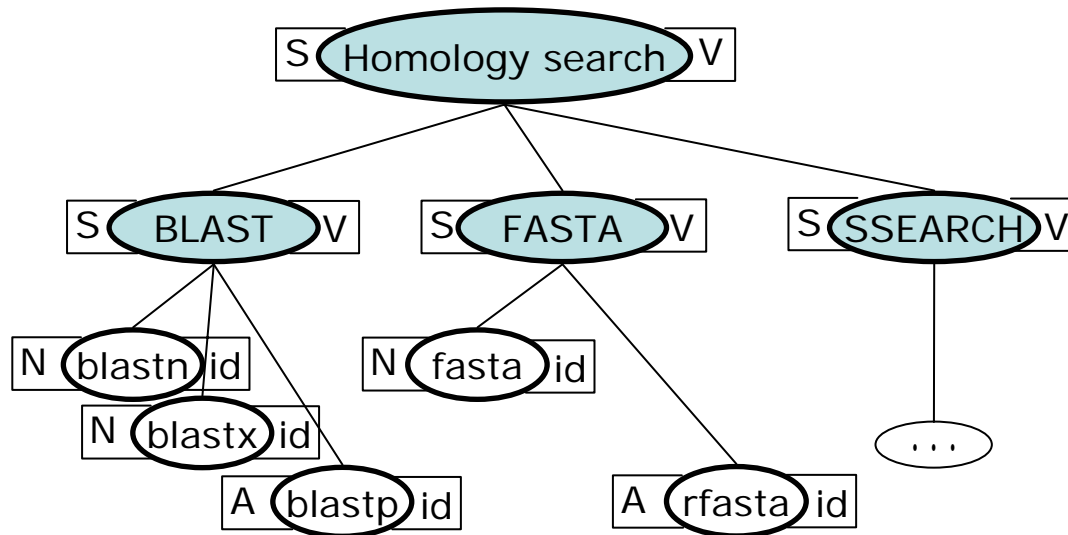 S Homology search V
S BLAST V S FASTA V S SSEARCH V
N blastn id N fasta id
N blastx id ...
A blastp id A rfasta id